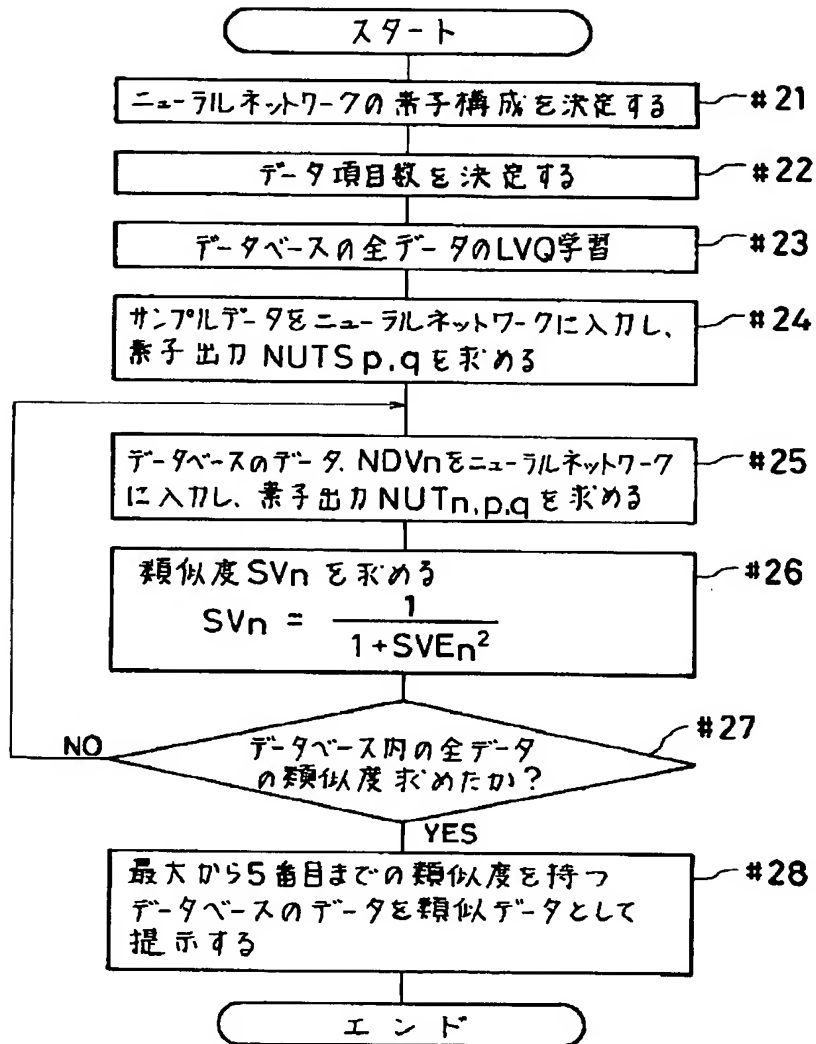 スタート
ニューラルネットワークの素子構成を決定する
#21
データ項目数を決定する
#22
データベースの全データのLVQ学習
#23
サンプルデータをニューラルネットワークに入力し、
素子出力 NUTSp,q を求める
#24
データベースのデータ、NDVnをニューラルネットワーク
に入力し、素子出力 NUTn,p,q を求める
#25
類似度SVn を求める
SVn = 1 / (1+SVEn²)
#26
データベース内の全データ
の類似度求めたか?
#27
NO
YES
最大から5番目までの類似度を持つ
データベースのデータを類似データとして
提示する
#28
エンド